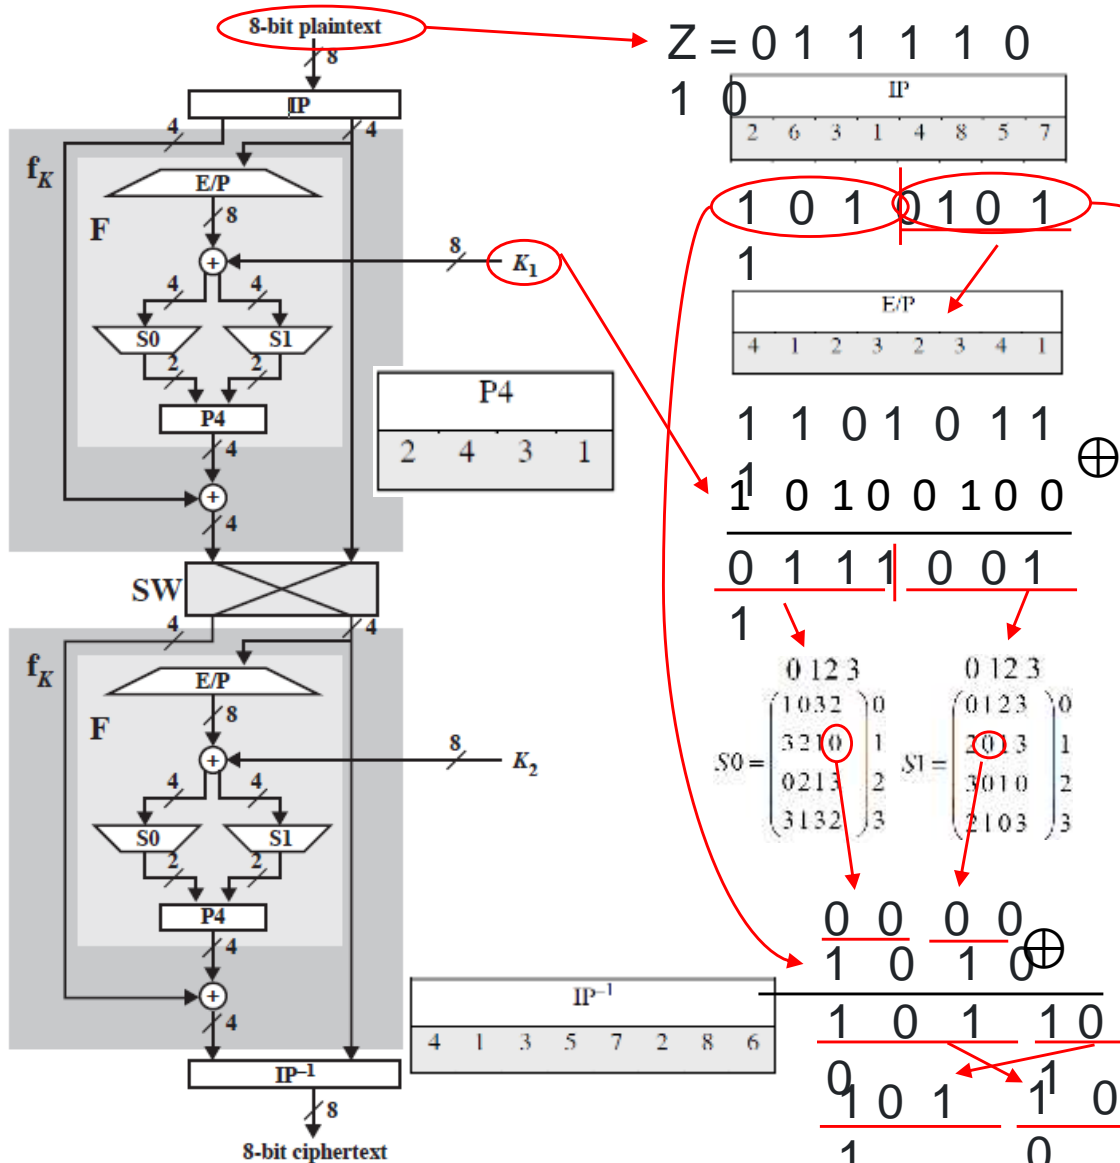 8-bit plaintext
8
IP
4
4
f_K
E/P
F
8
8
K_1
4
4
S0
S1
2
2
P4
4
4
SW
4
4
f_K
E/P
F
8
8
K_2
4
4
S0
S1
2
2
P4
4
4
IP⁻¹
8
8-bit ciphertext
P4
2 4 3 1
IP⁻¹
4 1 3 5 7 2 8 6
Z = 0 1 1 1 1 0
1 0
IP
2 6 3 1 4 8 5 7
1 0 1 0 1 0 1
1
E/P
4 1 2 3 2 3 4 1
1 1 0 1 0 1 1
1
1 0 1 0 0 1 0 0
⊕
0 1 1 1 0 0 1
1
0 1 2 3
1 0 3 2 0
3 2 1 0 1
S0 =
0 2 1 3 2
3 1 3 2 3
0 1 2 3
0 1 2 3 0
2 0 1 3 1
S1 =
3 0 1 0 2
2 1 0 3 3
0 0 0 0
⊕
1 0 1 0
1 0 1 1 0
0 1
1 0 1 1 0
1 0